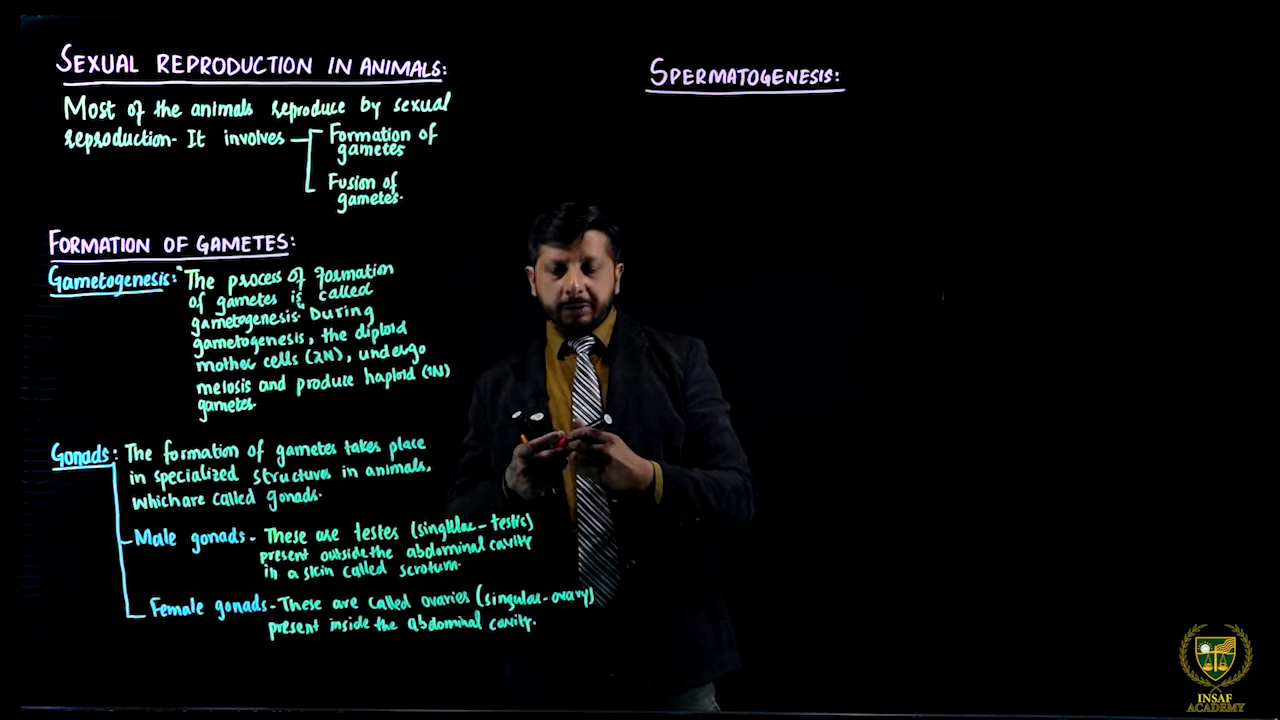 SEXUAL REPRODUCTION IN ANIMALS:
Most of the animals reproduce by sexual
reproduction. It involves
Formation of
gametes
Fusion of
gametes.
FORMATION OF GAMETES:
Gametogenesis: "The process of formation
of gametes is called
gametogenesis." During
gametogenesis, the diploid
mother cells (2N), undergo
meiosis and produce haploid (1N)
gametes.
Gonads: The formation of gametes takes place
in specialized structures in animals,
which are called gonads.
Male gonads - These are testes (singular - testis)
present outside the abdominal cavity
in a skin called scrotum.
Female gonads - These are called ovaries (singular - ovary)
present inside the abdominal cavity.
SPERMATOGENESIS:
INSAF
ACADEMY